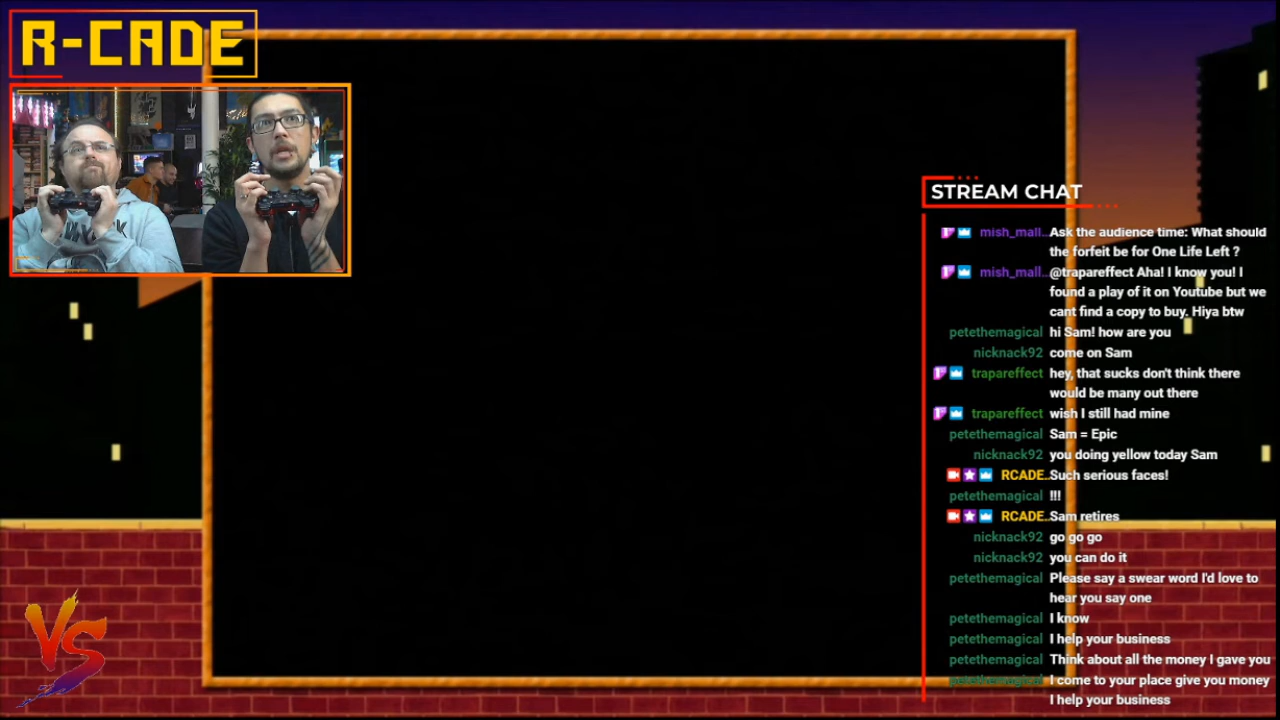 R-CADE
STREAM CHAT
mish_mall.. Ask the audience time: What should
the forfeit be for One Life Left ?
mish_mall.. @trapareffect Aha! I know you! I
found a play of it on Youtube but we
cant find a copy to buy. Hiya btw
petethemagical hi Sam! how are you
nicknack92 come on Sam
trapareffect hey, that sucks don't think there
would be many out there
trapareffect wish I still had mine
petethemagical Sam = Epic
nicknack92 you doing yellow today Sam
RCADE.. Such serious faces!
petethemagical !!!
RCADE.. Sam retires
nicknack92 go go go
nicknack92 you can do it
petethemagical Please say a swear word I'd love to
hear you say one
petethemagical I know
petethemagical I help your business
petethemagical Think about all the money I gave you
petethemagical I come to your place give you money
I help your business
VS